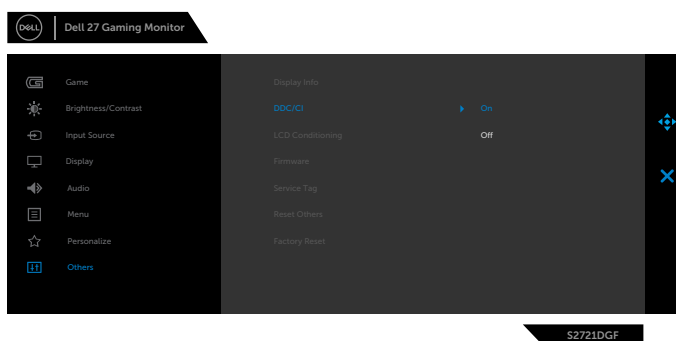 DELL
Dell 27 Gaming Monitor
Game
Display Info
Brightness/Contrast
DDC/CI
On
Input Source
LCD Conditioning
Off
Display
Firmware
Audio
Service Tag
Menu
Reset Others
Personalize
Factory Reset
Others
S2721DGF